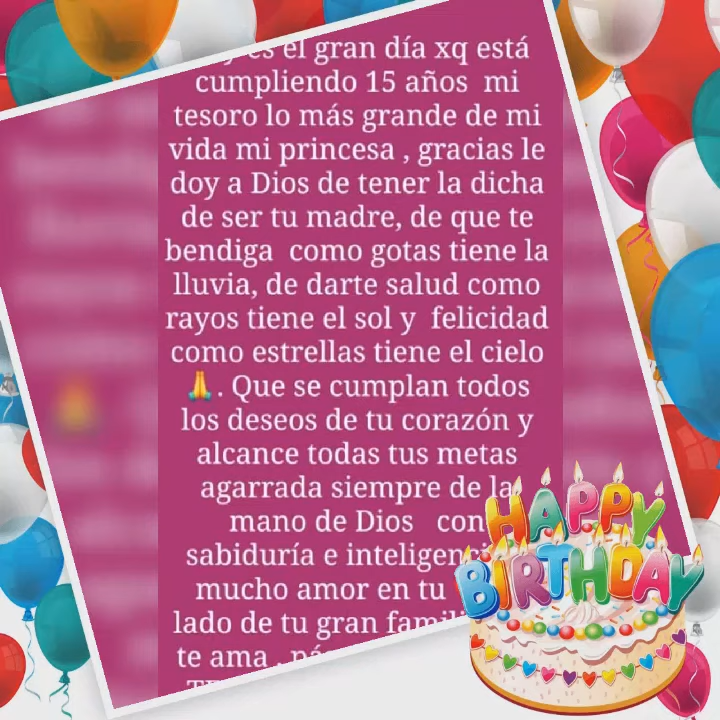 es el gran día xq está
cumpliendo 15 años mi
tesoro lo más grande de mi
vida mi princesa , gracias le
doy a Dios de tener la dicha
de ser tu madre, de que te
bendiga como gotas tiene la
lluvia, de darte salud como
rayos tiene el sol y felicidad
como estrellas tiene el cielo
🙏. Que se cumplan todos
los deseos de tu corazón y
alcance todas tus metas
agarrada siempre de la
mano de Dios con
sabiduría e
mucho amor en tu
lado de tu gran
te ama ,
HAPPY
BIRTHDAY